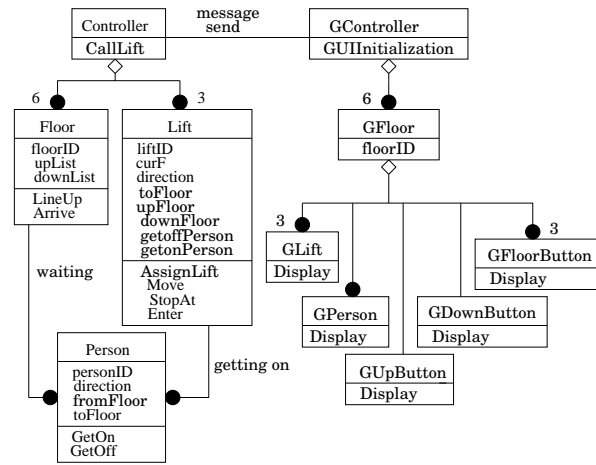 message
send
Controller
CallLift
GController
GUIInitialization
6
3
6
Floor
floorID
upList
downList
LineUp
Arrive
Lift
liftID
curF
direction
toFloor
upFloor
downFloor
getoffPerson
getonPerson
AssignLift
Move
StopAt
Enter
GFloor
floorID
waiting
getting on
Person
personID
direction
fromFloor
toFloor
GetOn
GetOff
3
GLift
Display
GPerson
Display
GUpButton
Display
GDownButton
Display
3
GFloorButton
Display